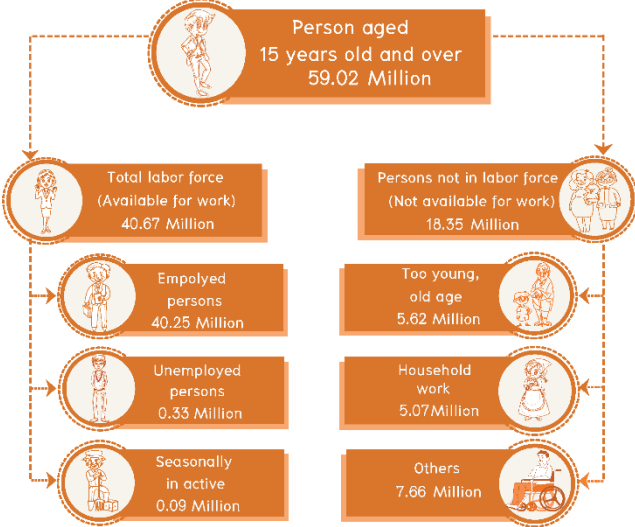 Person aged
15 years old and over
59.02 Million
Total labor force
(Available for work)
40.67 Million
Persons not in labor force
(Not available for work)
18.35 Million
Empolyed
persons
40.25 Million
Too young,
old age
5.62 Million
Unemployed
persons
0.33 Million
Household
work
5.07Million
Seasonally
in active
0.09 Million
Others
7.66 Million